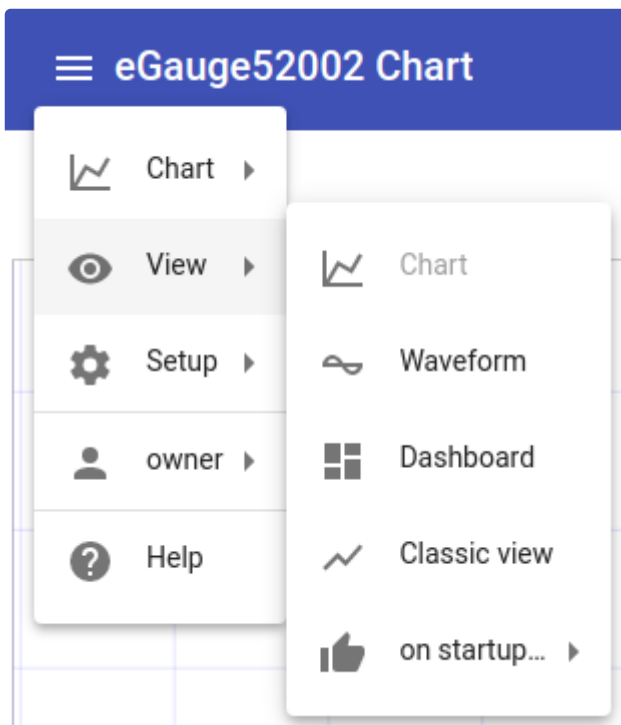 eGauge52002 Chart
Chart
View
Setup
owner
Help
Chart
Waveform
Dashboard
Classic view
on startup...